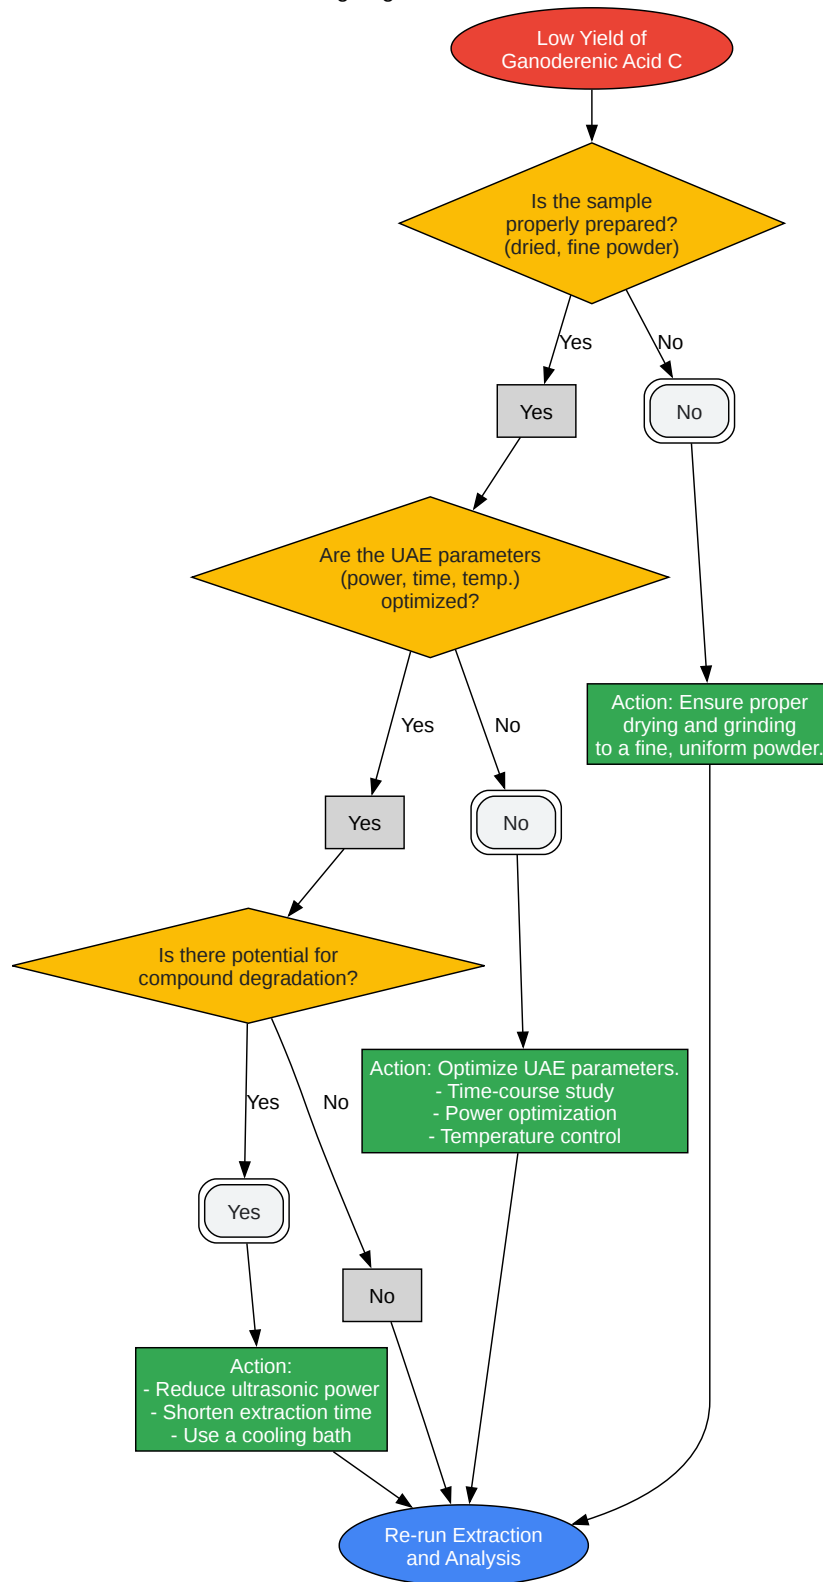 Low Yield of
Ganoderenic Acid C
Is the sample
properly prepared?
(dried, fine powder)
Yes
No
Yes
No
Are the UAE parameters
(power, time, temp.)
optimized?
Action: Ensure proper
drying and grinding
to a fine, uniform powder.
Yes
No
Yes
No
Is there potential for
compound degradation?
Action: Optimize UAE parameters.
- Time-course study
- Power optimization
- Temperature control
Yes
No
Yes
No
Action:
- Reduce ultrasonic power
- Shorten extraction time
- Use a cooling bath
Re-run Extraction
and Analysis